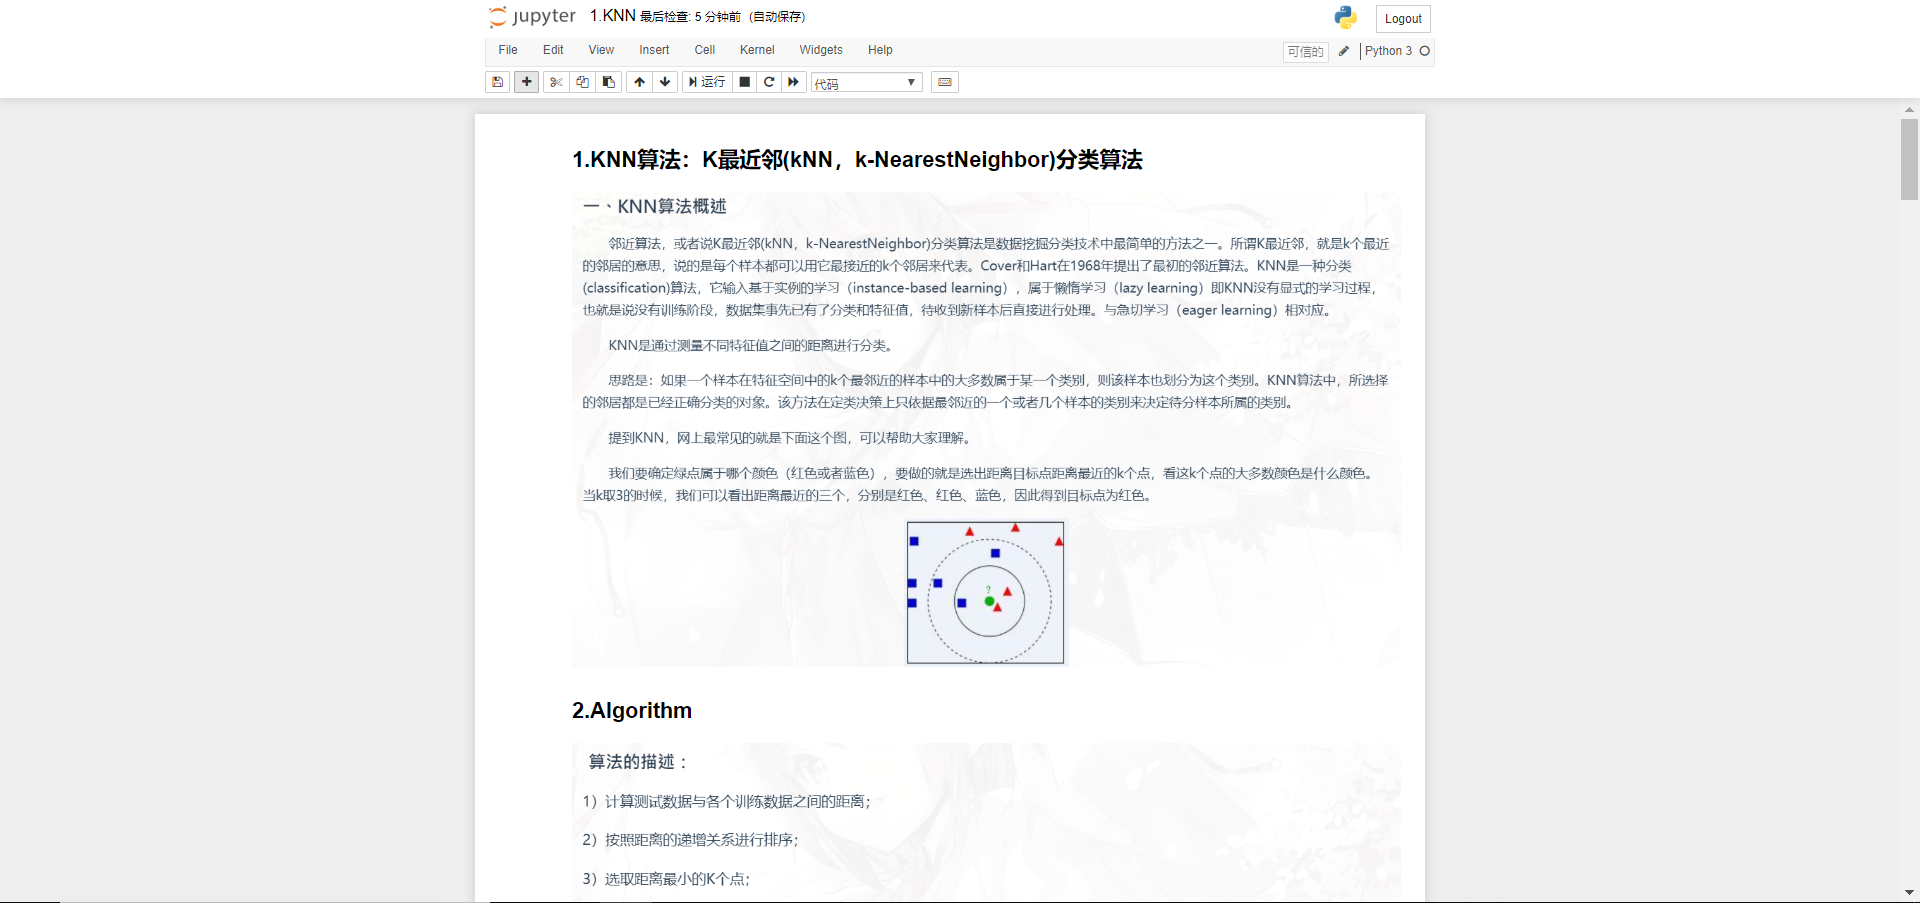 jupyter 1.KNN 最后检查: 5 分钟前 (自动保存) Logout
File Edit View Insert Cell Kernel Widgets Help 可信的 Python 3
运行 代码
1.KNN算法：K最近邻(kNN，k-NearestNeighbor)分类算法
一、KNN算法概述
邻近算法，或者说K最近邻(kNN，k-NearestNeighbor)分类算法是数据挖掘分类技术中最简单的方法之一。所谓K最近邻，就是k个最近
的邻居的意思，说的是每个样本都可以用它最接近的k个邻居来代表。Cover和Hart在1968年提出了最初的邻近算法。KNN是一种分类
(classification)算法，它输入基于实例的学习（instance-based learning），属于懒惰学习（lazy learning）即KNN没有显式的学习过程，
也就是说没有训练阶段，数据集事先已有了分类和特征值，待收到新样本后直接进行处理。与急切学习（eager learning）相对应。
KNN是通过测量不同特征值之间的距离进行分类。
思路是：如果一个样本在特征空间中的k个最邻近的样本中的大多数属于某一个类别，则该样本也划分为这个类别。KNN算法中，所选择
的邻居都是已经正确分类的对象。该方法在定类决策上只依据最邻近的一个或者几个样本的类别来决定待分样本所属的类别。
提到KNN，网上最常见的就是下面这个图，可以帮助大家理解。
我们要确定绿点属于哪个颜色（红色或者蓝色），要做的就是选出距离目标点距离最近的k个点，看这k个点的大多数颜色是什么颜色。
当k取3的时候，我们可以看出距离最近的三个，分别是红色、红色、蓝色，因此得到目标点为红色。
?
2.Algorithm
算法的描述：
1）计算测试数据与各个训练数据之间的距离；
2）按照距离的递增关系进行排序；
3）选取距离最小的K个点；